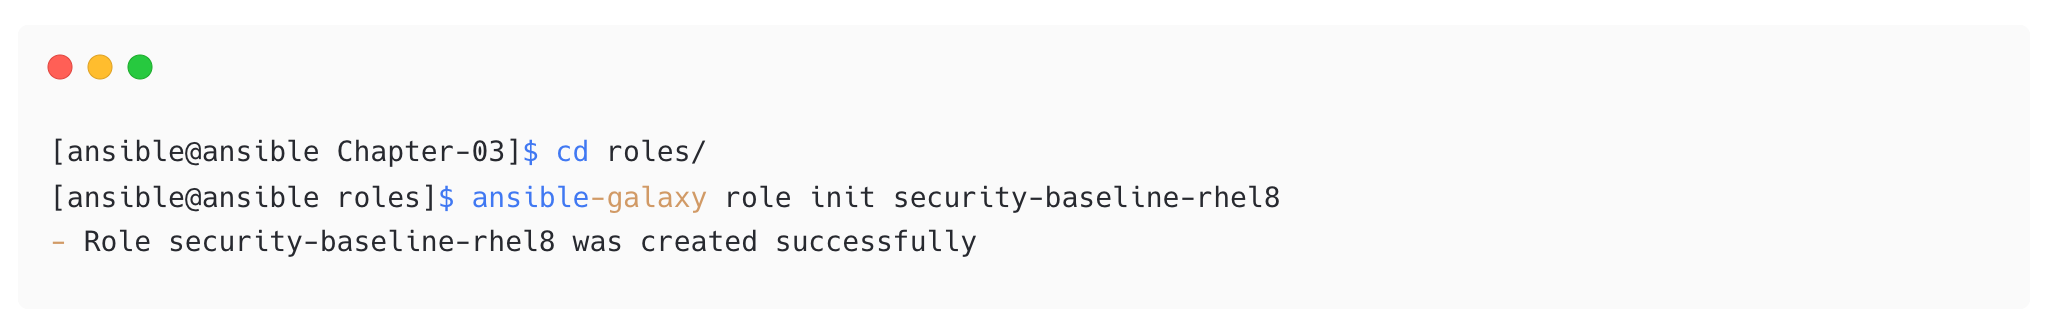 [ansible@ansible Chapter-03]$ cd roles/
[ansible@ansible roles]$ ansible-galaxy role init security-baseline-rhel8
- Role security-baseline-rhel8 was created successfully